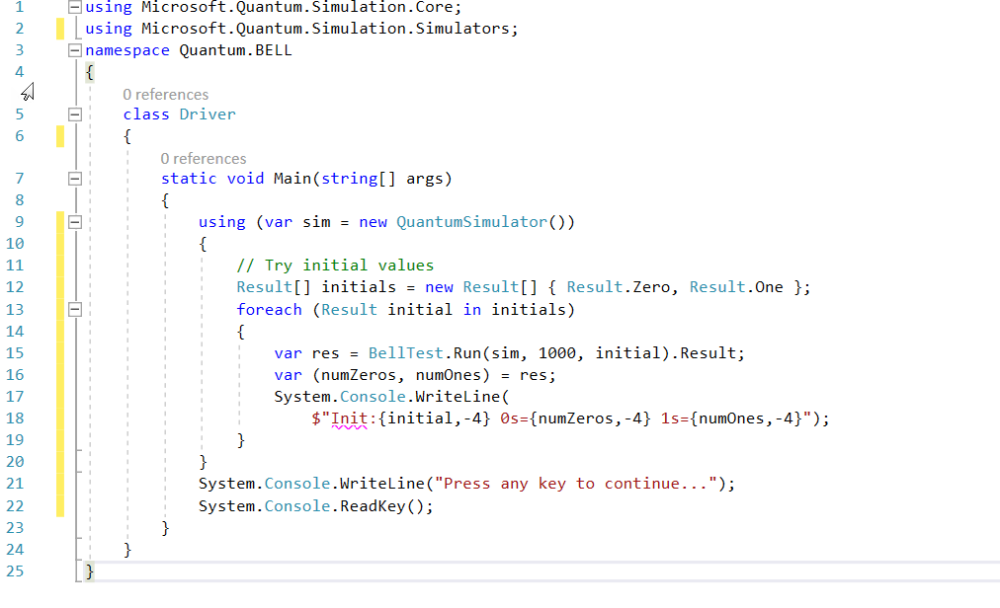 1 using Microsoft.Quantum.Simulation.Core;
2 using Microsoft.Quantum.Simulation.Simulators;
3 namespace Quantum.BELL
4 {
0 references
5 class Driver
6 {
0 references
7 static void Main(string[] args)
8 {
9 using (var sim = new QuantumSimulator())
10 {
11 // Try initial values
12 Result[] initials = new Result[] { Result.Zero, Result.One };
13 foreach (Result initial in initials)
14 {
15 var res = BellTest.Run(sim, 1000, initial).Result;
16 var (numZeros, numOnes) = res;
17 System.Console.WriteLine(
18 $"Init:{initial,-4} 0s={numZeros,-4} 1s={numOnes,-4}");
19 }
20 }
21 System.Console.WriteLine("Press any key to continue...");
22 System.Console.ReadKey();
23 }
24 }
25 }